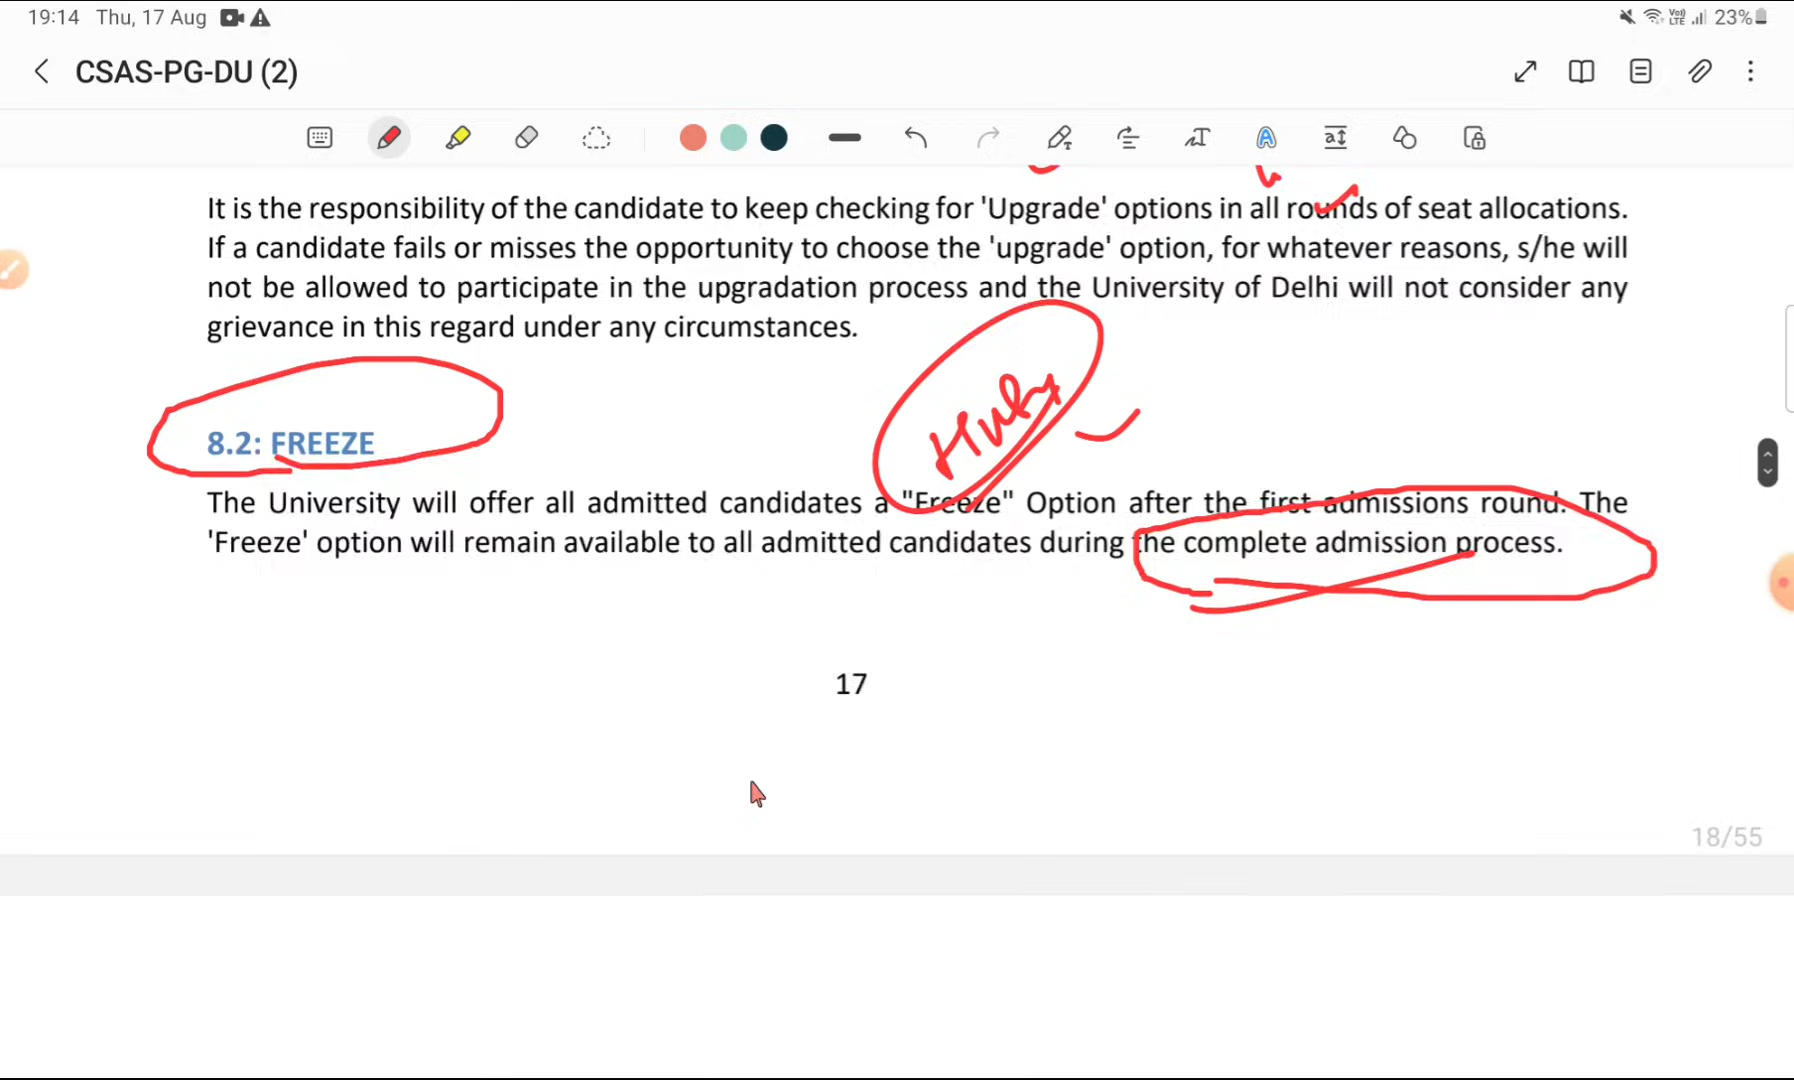 19:14 Thu, 17 Aug 23%
CSAS-PG-DU (2)
It is the responsibility of the candidate to keep checking for 'Upgrade' options in all rounds of seat allocations.
If a candidate fails or misses the opportunity to choose the 'upgrade' option, for whatever reasons, s/he will
not be allowed to participate in the upgradation process and the University of Delhi will not consider any
grievance in this regard under any circumstances.
8.2: FREEZE
The University will offer all admitted candidates a "Freeze" Option after the first admissions round. The
'Freeze' option will remain available to all admitted candidates during the complete admission process.
17
18/55